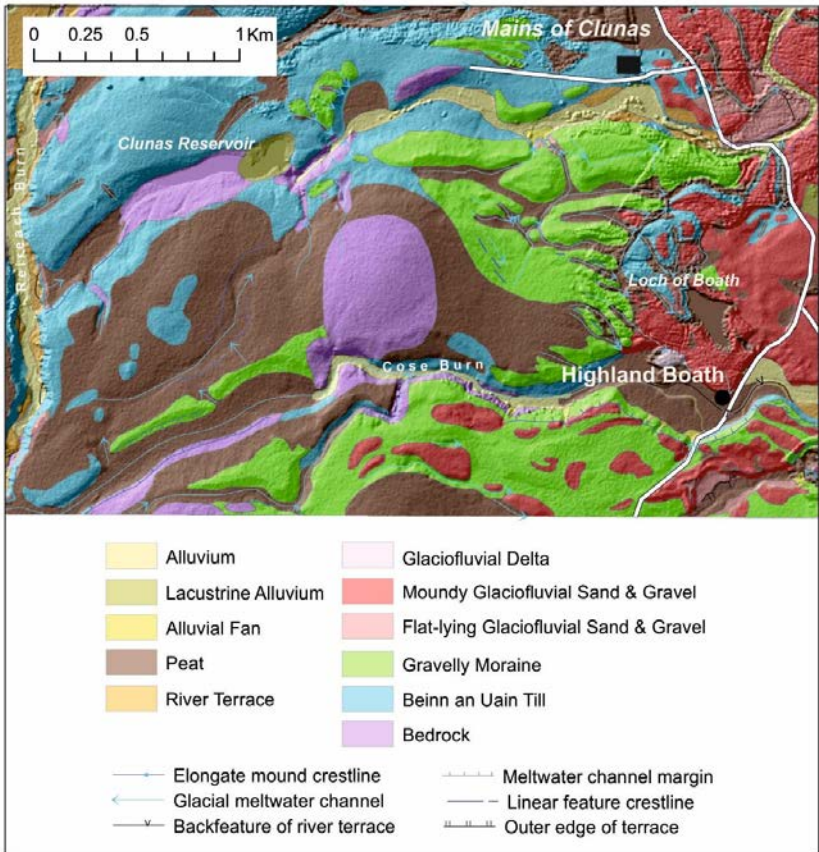 Mains of Clunas
0 0.25 0.5 1Km
Clunas Reservoir
Reireach Burn
Loch of Boath
Cose Burn
Highland Boath
Alluvium
Lacustrine Alluvium
Alluvial Fan
Peat
River Terrace
Glaciofluvial Delta
Moundy Glaciofluvial Sand & Gravel
Flat-lying Glaciofluvial Sand & Gravel
Gravelly Moraine
Beinn an Uain Till
Bedrock
Elongate mound crestline
Glacial meltwater channel
Backfeature of river terrace
Meltwater channel margin
Linear feature crestline
Outer edge of terrace